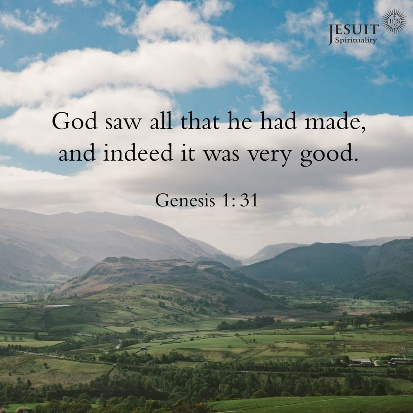 JESUIT
Spirituality
God saw all that he had made,
and indeed it was very good.
Genesis 1: 31